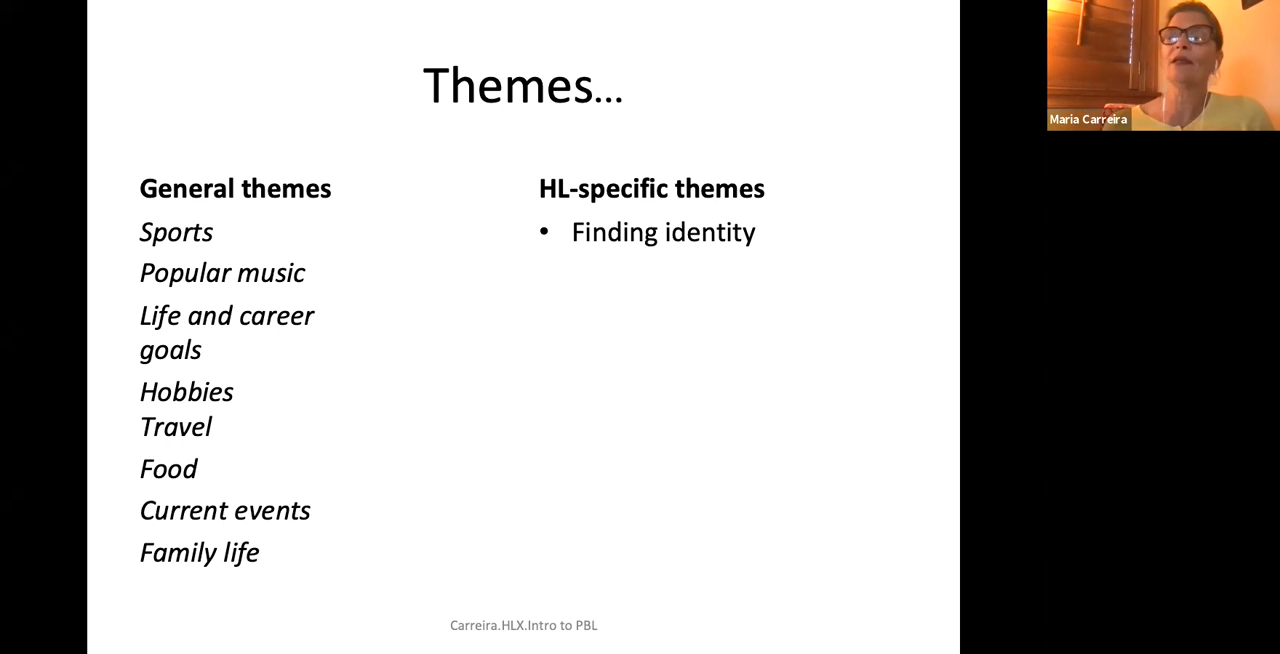 Themes...
General themes
Sports
Popular music
Life and career
goals
Hobbies
Travel
Food
Current events
Family life
HL-specific themes
• Finding identity
Carreira.HLX.Intro to PBL
Maria Carreira